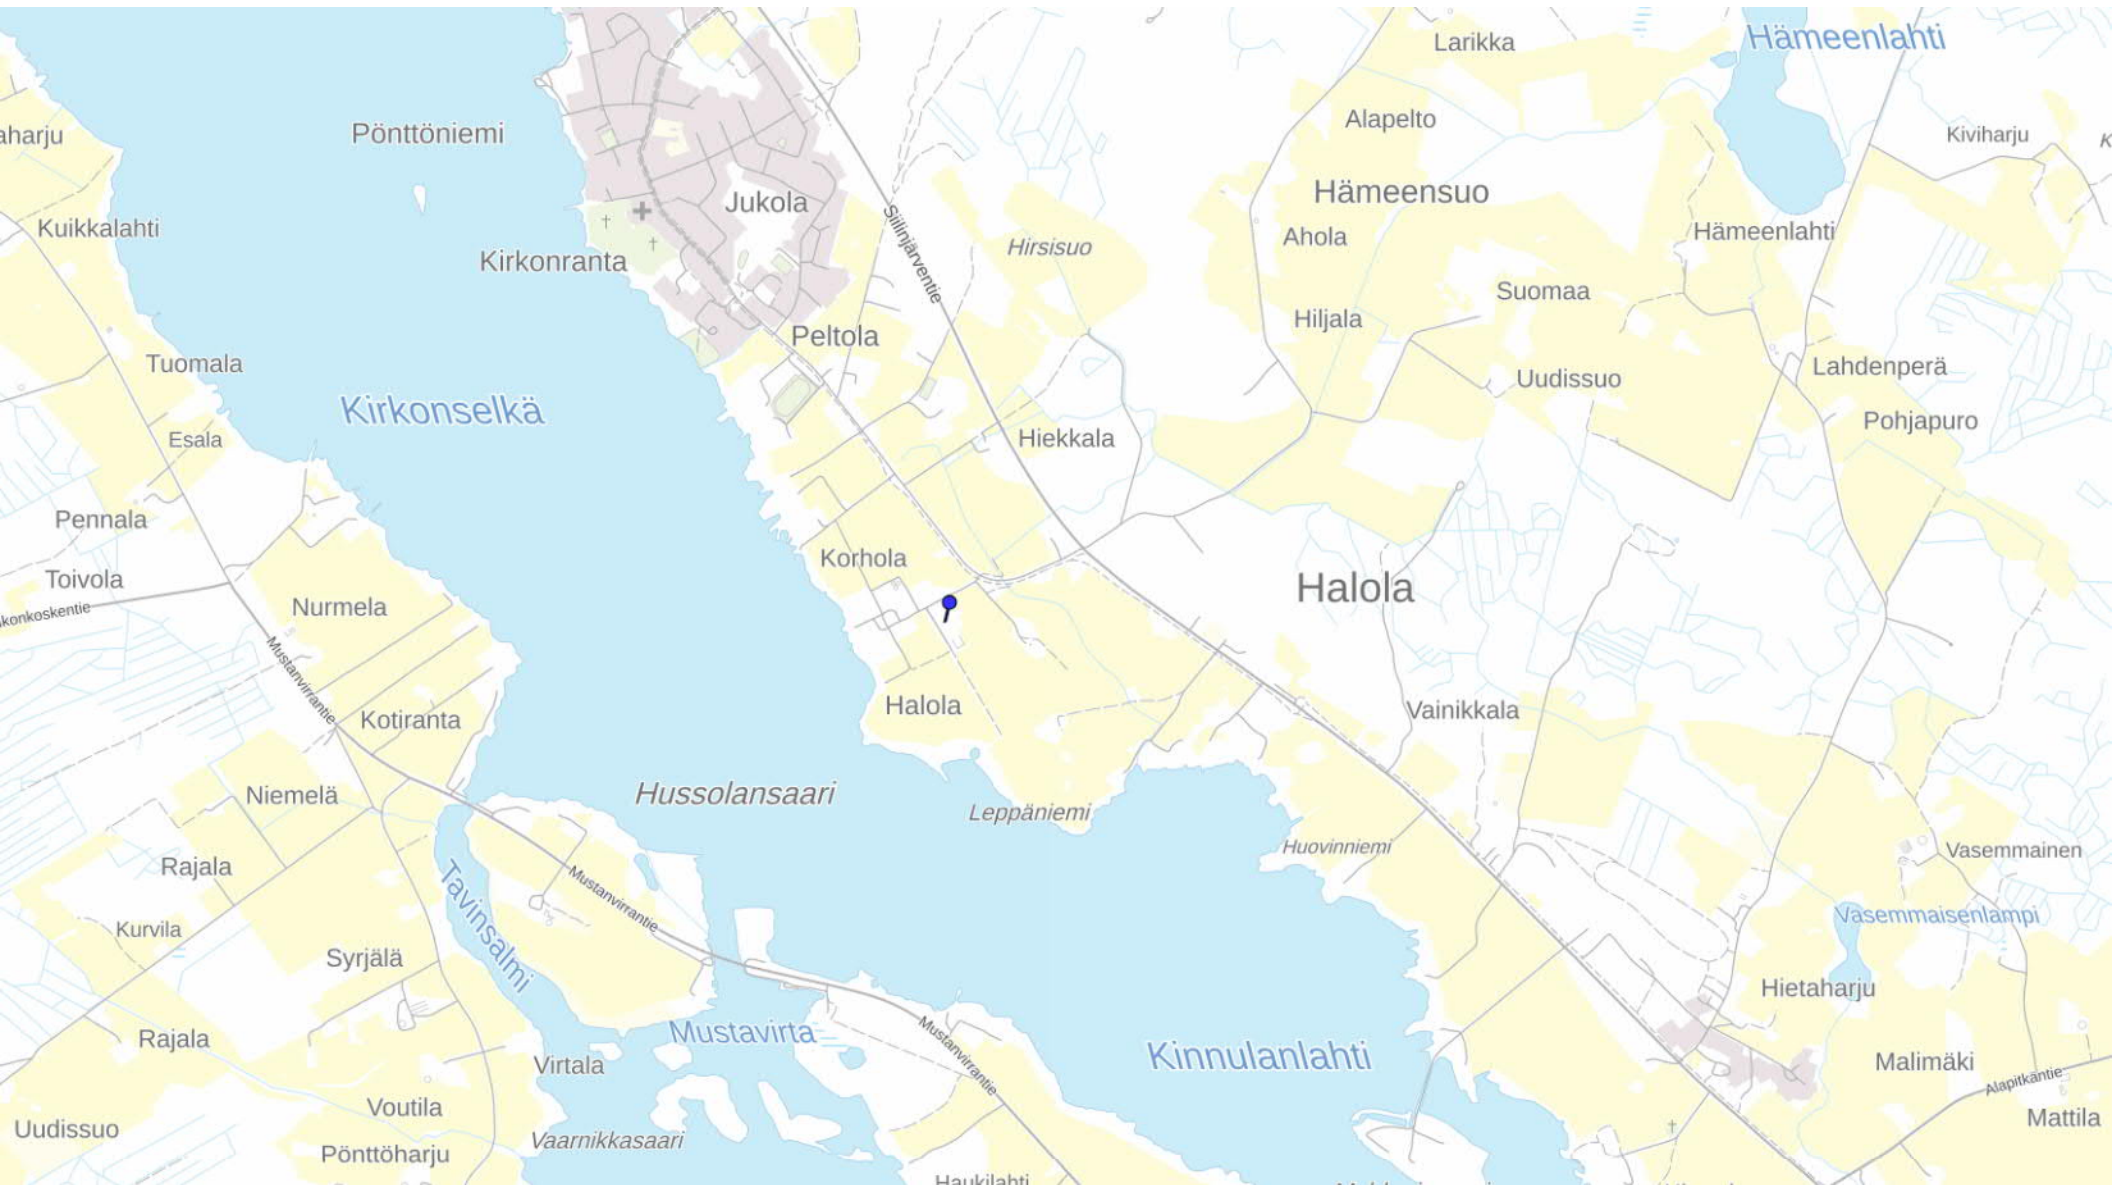 Larikka
Hämeenlahti
aharju
Pönttöniemi
Alapelto
Kiviharju
K
Jukola
Hämeensuo
Kuikkalahti
Siilinjärventie
Ahola
Hämeenlahti
Hirsisuo
Kirkonranta
Suomaa
Hiljala
Peltola
Tuomala
Lahdenperä
Uudissuo
Kirkonselkä
Pohjapuro
Esala
Hiekkala
Pennala
Korhola
Toivola
Halola
Nurmela
konkoskentie
Mustanvirrantie
Halola
Vainikkala
Kotiranta
Niemelä
Hussolansaari
Leppäniemi
Huovinniemi
Vasemmainen
Rajala
Mustanvirrantie
Vasemmaisenlampi
Kurvila
Tavinsalmi
Syrjälä
Hietaharju
Mustavirta
Rajala
Mustanvirrantie
Kinnulanlahti
Malimäki
Virtala
Alapitkäntie
Voutila
Mattila
Uudissuo
Vaarnikkasaari
Pönttöharju
Haukilahti